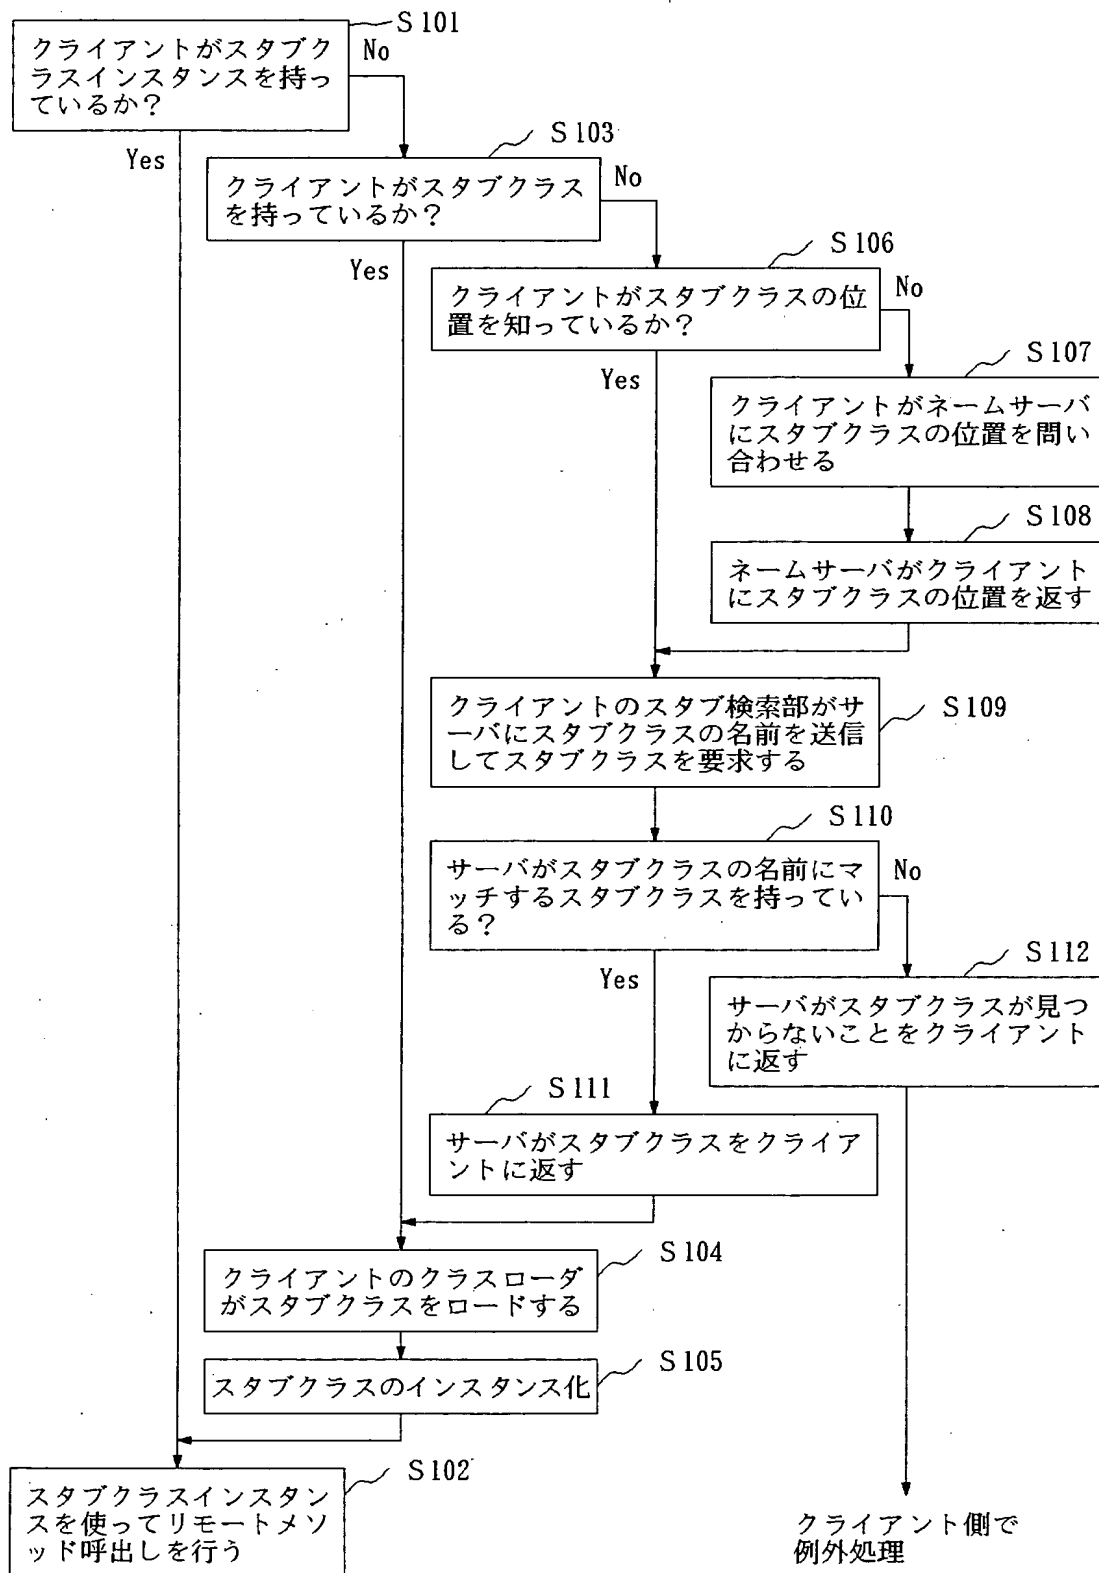 S101
クライアントがスタブク
ラスインスタンスを持っ
ているか?
No
Yes
S103
クライアントがスタブクラス
を持っているか?
No
Yes
S106
クライアントがスタブクラスの位
置を知っているか?
No
Yes
S107
クライアントがネームサーバ
にスタブクラスの位置を問い
合わせる
S108
ネームサーバがクライアント
にスタブクラスの位置を返す
S109
クライアントのスタブ検索部がサ
ーバにスタブクラスの名前を送信
してスタブクラスを要求する
S110
サーバがスタブクラスの名前にマ
ッチするスタブクラスを持ってい
る?
No
Yes
S112
サーバがスタブクラスが見つ
からないことをクライアント
に返す
S111
サーバがスタブクラスをクライア
ントに返す
S104
クライアントのクラスローダ
がスタブクラスをロードする
S105
スタブクラスのインスタンス化
S102
スタブクラスインスタン
スを使ってリモートメソ
ッド呼出しを行う
クライアント側で
例外処理